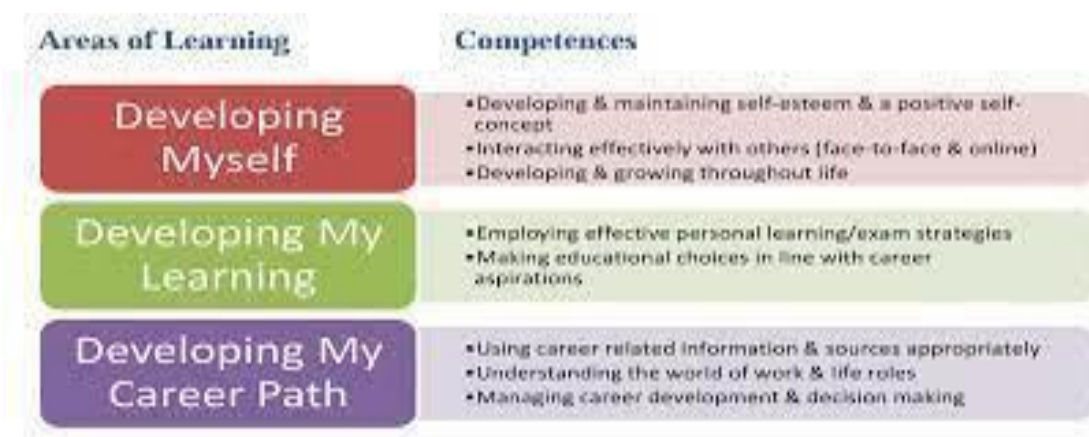 Areas of Learning
Competences
Developing
Myself
•Developing & maintaining self-esteem & a positive self-
concept
•Interacting effectively with others (face-to-face & online)
•Developing & growing throughout life
Developing My
Learning
•Employing effective personal learning/exam strategies
•Making educational choices in line with career
aspirations
Developing My
Career Path
•Using career related information & sources appropriately
•Understanding the world of work & life roles
•Managing career development & decision making